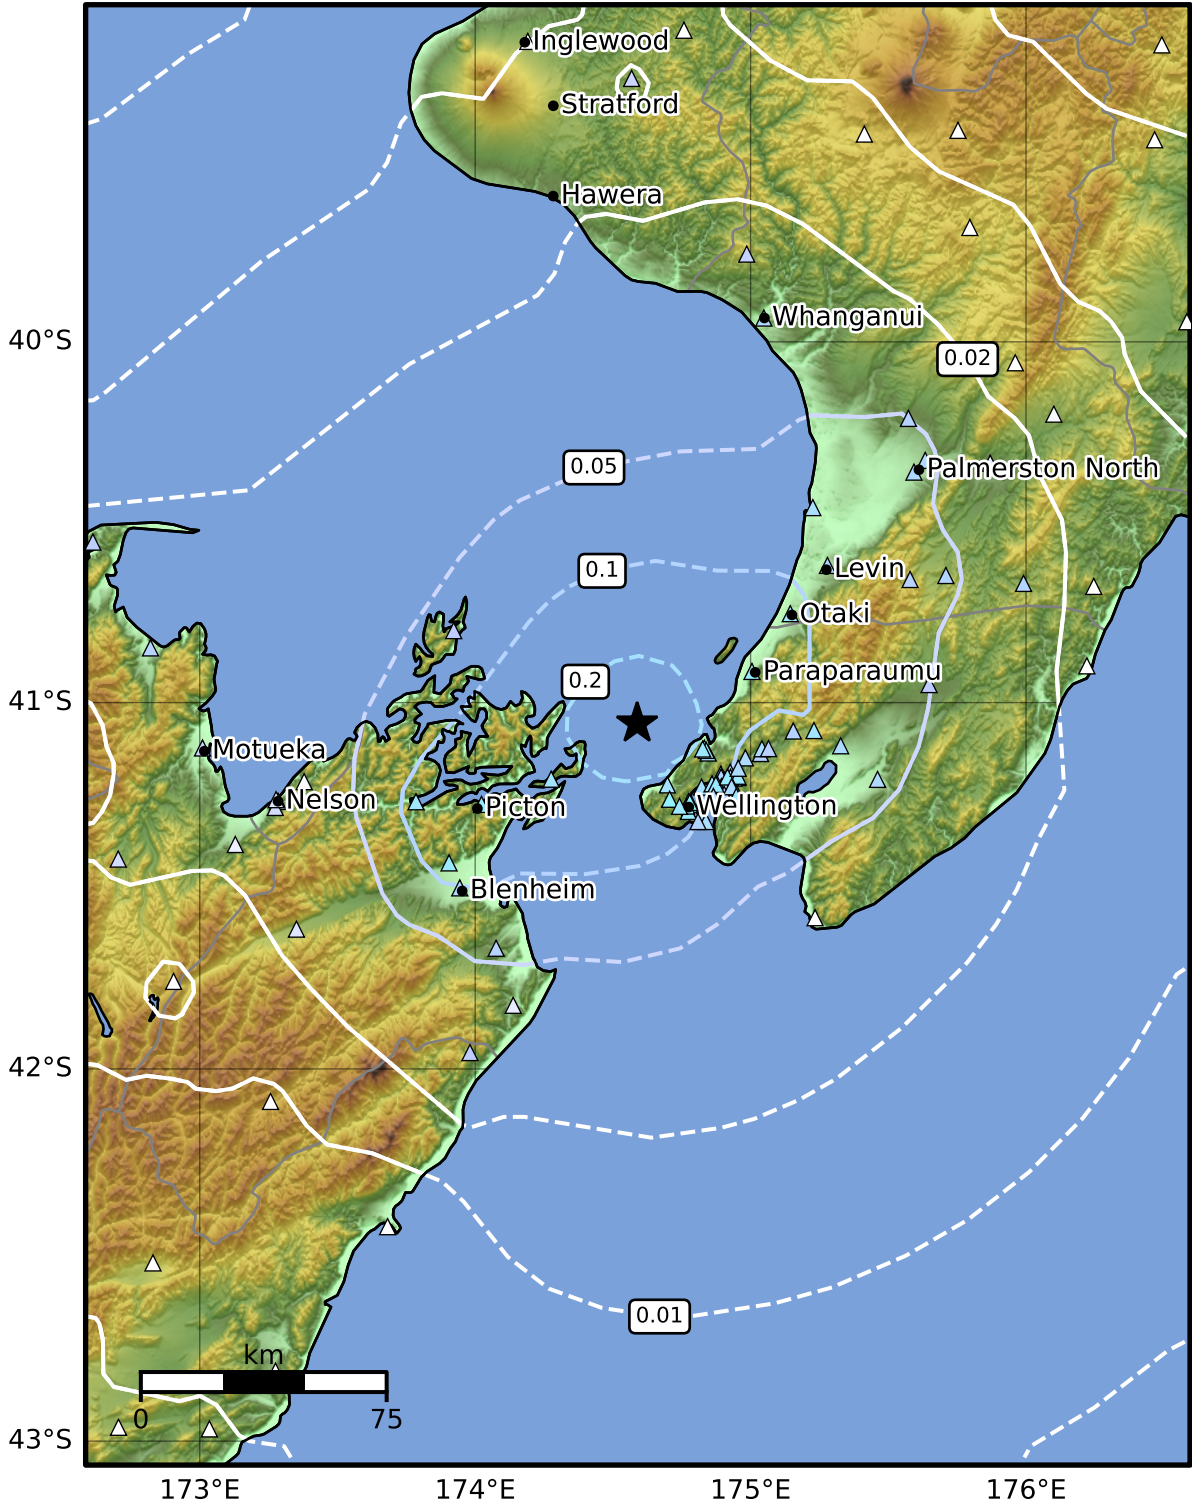 Inglewood
Stratford
Hawera
Whanganui
40°S
0.02
0.05
Palmerston North
0.1
Levin
Otaki
Paraparaumu
0.2
41°S
Motueka
Nelson
Picton
Wellington
Blenheim
42°S
0.01
km
0
75
43°S
173°E
174°E
175°E
176°E